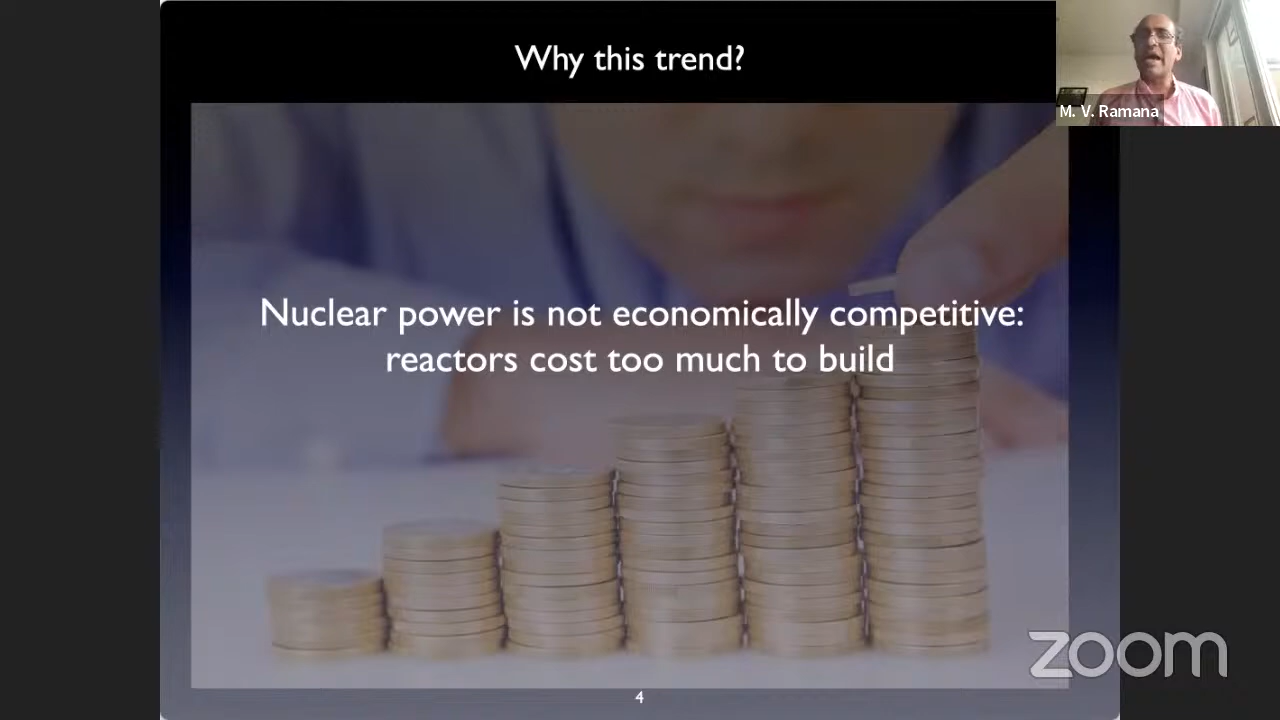 Why this trend?
M. V. Ramana
Nuclear power is not economically competitive:
reactors cost too much to build
zoom
4